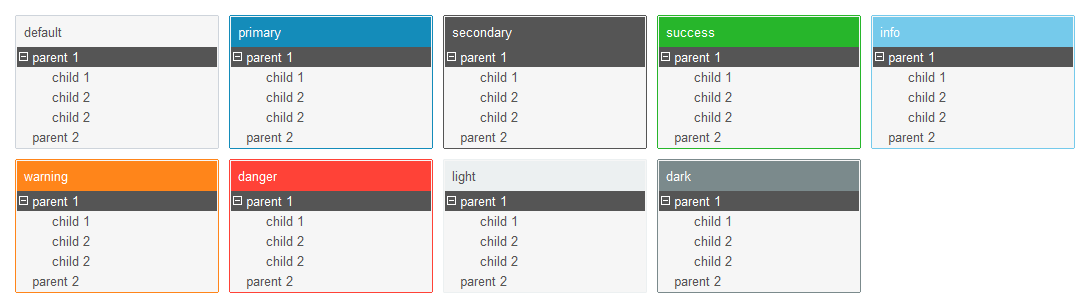 default
parent 1
child 1
child 2
child 2
parent 2
primary
parent 1
child 1
child 2
child 2
parent 2
secondary
parent 1
child 1
child 2
child 2
parent 2
success
parent 1
child 1
child 2
child 2
parent 2
info
parent 1
child 1
child 2
child 2
parent 2
warning
parent 1
child 1
child 2
child 2
parent 2
danger
parent 1
child 1
child 2
child 2
parent 2
light
parent 1
child 1
child 2
child 2
parent 2
dark
parent 1
child 1
child 2
child 2
parent 2